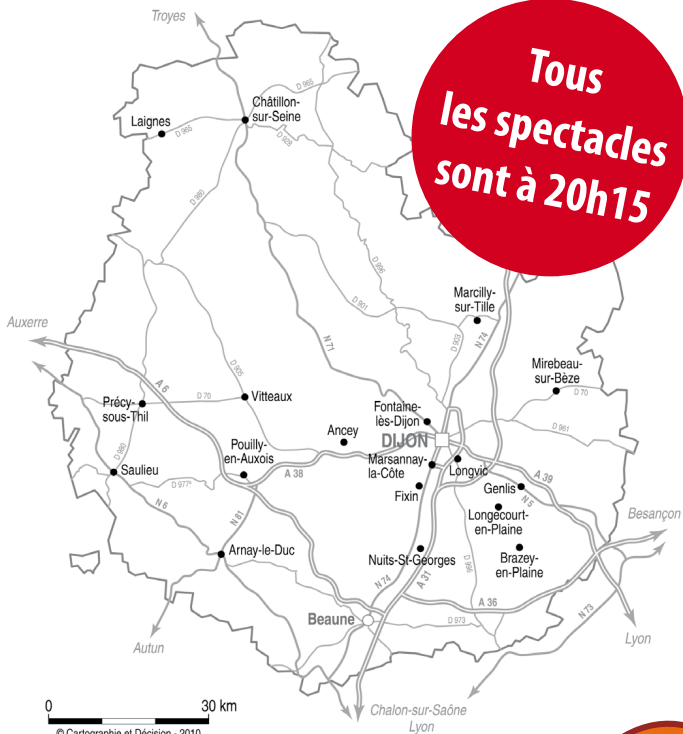 Troyes
Tous
les spectacles
sont à 20h15
D 965
Châtillon-
sur-Seine
Laignes
D 965
D 928
D 980
D 996
Marcilly-
sur-Tille
D 901
Auxerre
N 71
D 903
N 74
D 905
Mirebeau-
sur-Bèze
A 6
D 70
D 70
Précy-
sous-Thil
Vitteaux
Fontaine-
lès-Dijon
D 961
Ancey
DIJON
Pouilly-
en-Auxois
Marsannay-
la-Côte
Longvic
D 980
Saulieu
A 38
A 39
D 977*
Fixin
Genlis
N 5
N 6
N 81
Longecourt-
en-Plaine
Besançon
Arnay-le-Duc
Nuits-St-Georges
D 996
Brazey-
en-Plaine
N 74
A 31
A 36
Beaune
D 973
N 73
Autun
Lyon
0
30 km
Chalon-sur-Saône
Lyon
© Cartographie et Décision - 2010